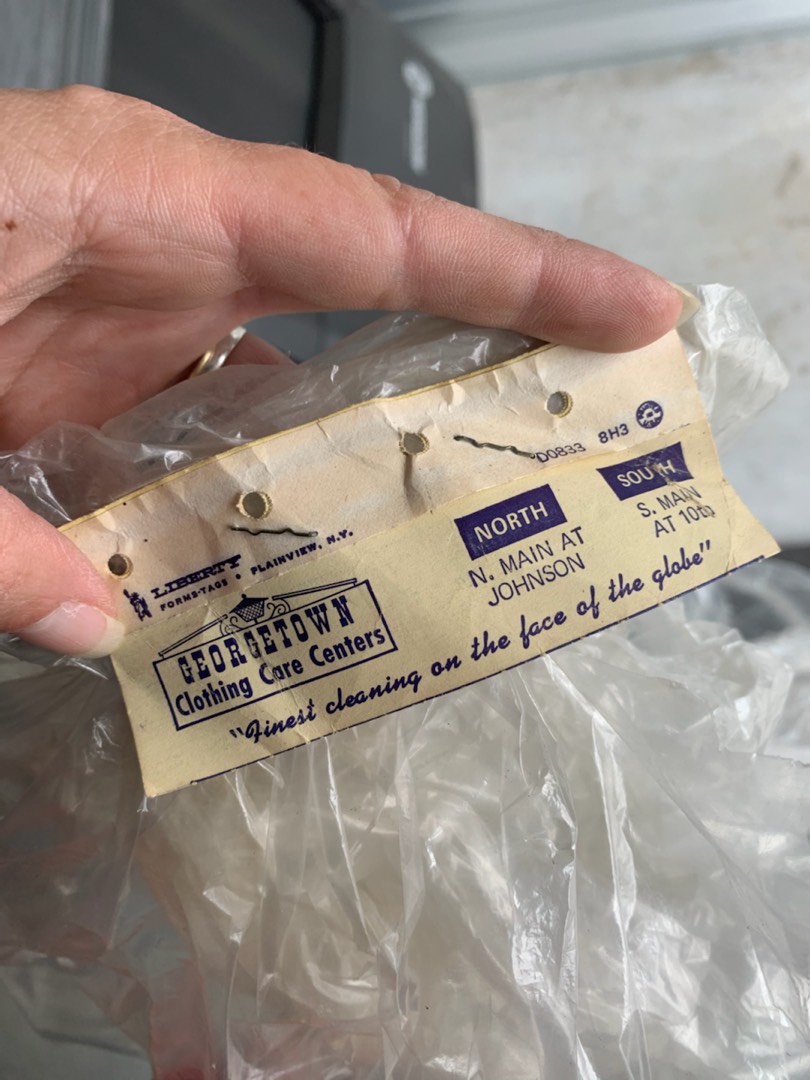 D0833 8H3
LIBERTY
FORMS-TAGS • PLAINVIEW, N.Y.
GEORGETOWN
Clothing Care Centers
NORTH
N. MAIN AT
JOHNSON
SOUTH
S. MAIN
AT 10th
"Finest cleaning on the face of the globe"